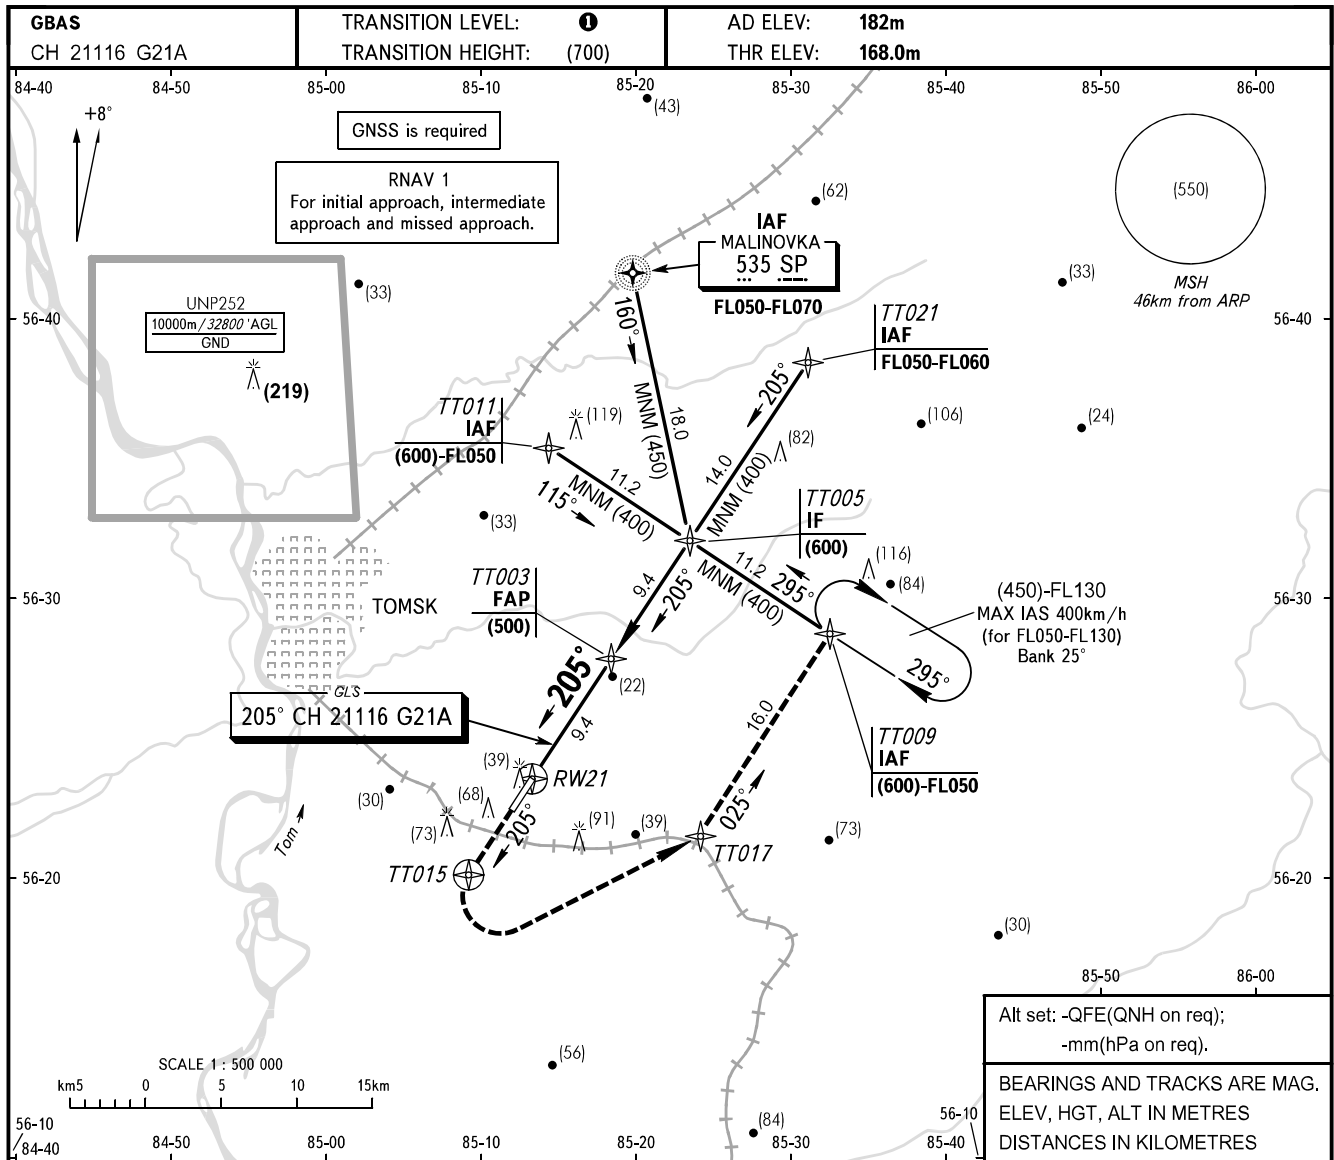 GBAS
CH 21116 G21A
TRANSITION LEVEL: 1
TRANSITION HEIGHT: (700)
AD ELEV: 182m
THR ELEV: 168.0m
84-40 84-50 85-00 85-10 85-20 85-30 85-40 85-50 86-00
+8°
GNSS is required
(43)
RNAV 1
For initial approach, intermediate
approach and missed approach.
(62)
(550)
MSH
46km from ARP
IAF
MALINOVKA
535 SP
FL050-FL070
(33)
(33)
UNP252
10000m/32800 'AGL
GND
(219)
56-40
56-40
TT021
IAF
FL050-FL060
160°
MNM (450)
18.0
205°
14.0
MNM (400)
(82)
TT011
IAF
(600)-FL050
(119)
(106)
(24)
11.2
MNM (400)
115°
(33)
TT005
IF
(600)
(116)
(84)
11.2
295°
MNM (400)
TT003
FAP
(500)
9.4
205°
TOMSK
56-30
56-30
(450)-FL130
MAX IAS 400km/h
(for FL050-FL130)
Bank 25°
295°
205°
(22)
GLS
205° CH 21116 G21A
9.4
16.0
TT009
IAF
(600)-FL050
(39)
RW21
(30)
(68)
(73)
205°
(91)
(39)
025°
(73)
Tom
TT017
TT015
56-20
56-20
(30)
85-50 86-00
Alt set: -QFE(QNH on req);
-mm(hPa on req).
(56)
SCALE 1 : 500 000
km5 0 5 10 15km
BEARINGS AND TRACKS ARE MAG.
ELEV, HGT, ALT IN METRES
DISTANCES IN KILOMETRES
(84)
56-10
56-10
84-40 84-50 85-00 85-10 85-20 85-30 85-40